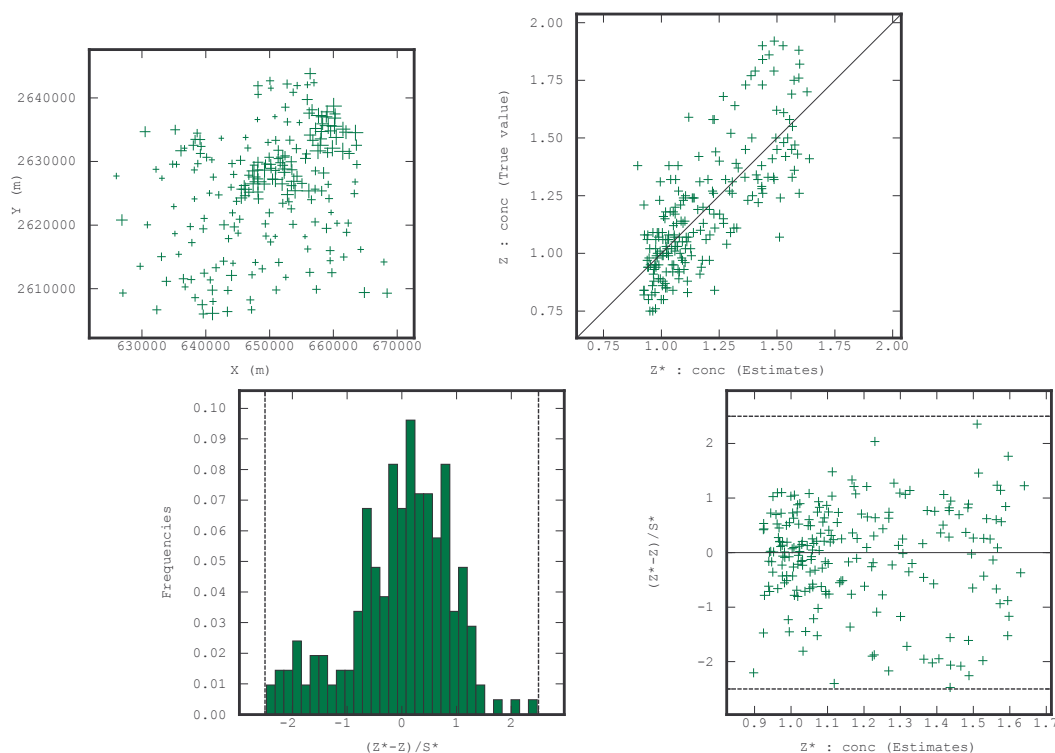 2640000
2630000
2620000
2610000
Y (m)
630000 640000 650000 660000 670000
X (m)
2.00
1.75
1.50
1.25
1.00
0.75
Z : conc (True value)
0.75 1.00 1.25 1.50 1.75 2.00
Z* : conc (Estimates)
0.10
0.09
0.08
0.07
0.06
0.05
0.04
0.03
0.02
0.01
0.00
Frequencies
-2 -1 0 1 2
(Z*-Z)/S*
2
1
0
-1
-2
(Z*-Z)/S*
0.9 1.0 1.1 1.2 1.3 1.4 1.5 1.6 1.7
Z* : conc (Estimates)